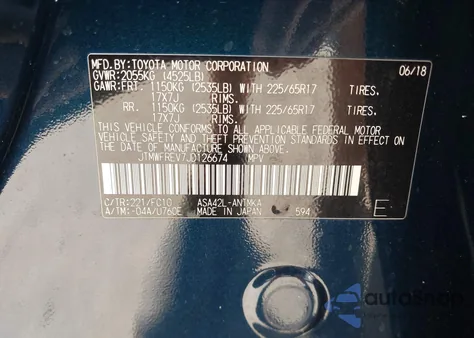 MFD.BY:TOYOTA MOTOR CORPORATION 06/18
GVWR:2055KG (4525LB)
GAWR:FRT. 1150KG (2535LB) WITH 225/65R17 TIRES.
17X7J RIMS.
RR. 1150KG (2535LB) WITH 225/65R17 TIRES.
17X7J RIMS.
THIS VEHICLE CONFORMS TO ALL APPLICABLE FEDERAL MOTOR
VEHICLE SAFETY AND THEFT PREVENTION STANDARDS IN EFFECT
ON THE DATE OF MANUFACTURE SHOWN ABOVE.
JTMWFREV7JD126674 MPV
C/TR:221/FC10 ASA42L-ANTMKA
A/TM:-04A/U760E MADE IN JAPAN 594 E